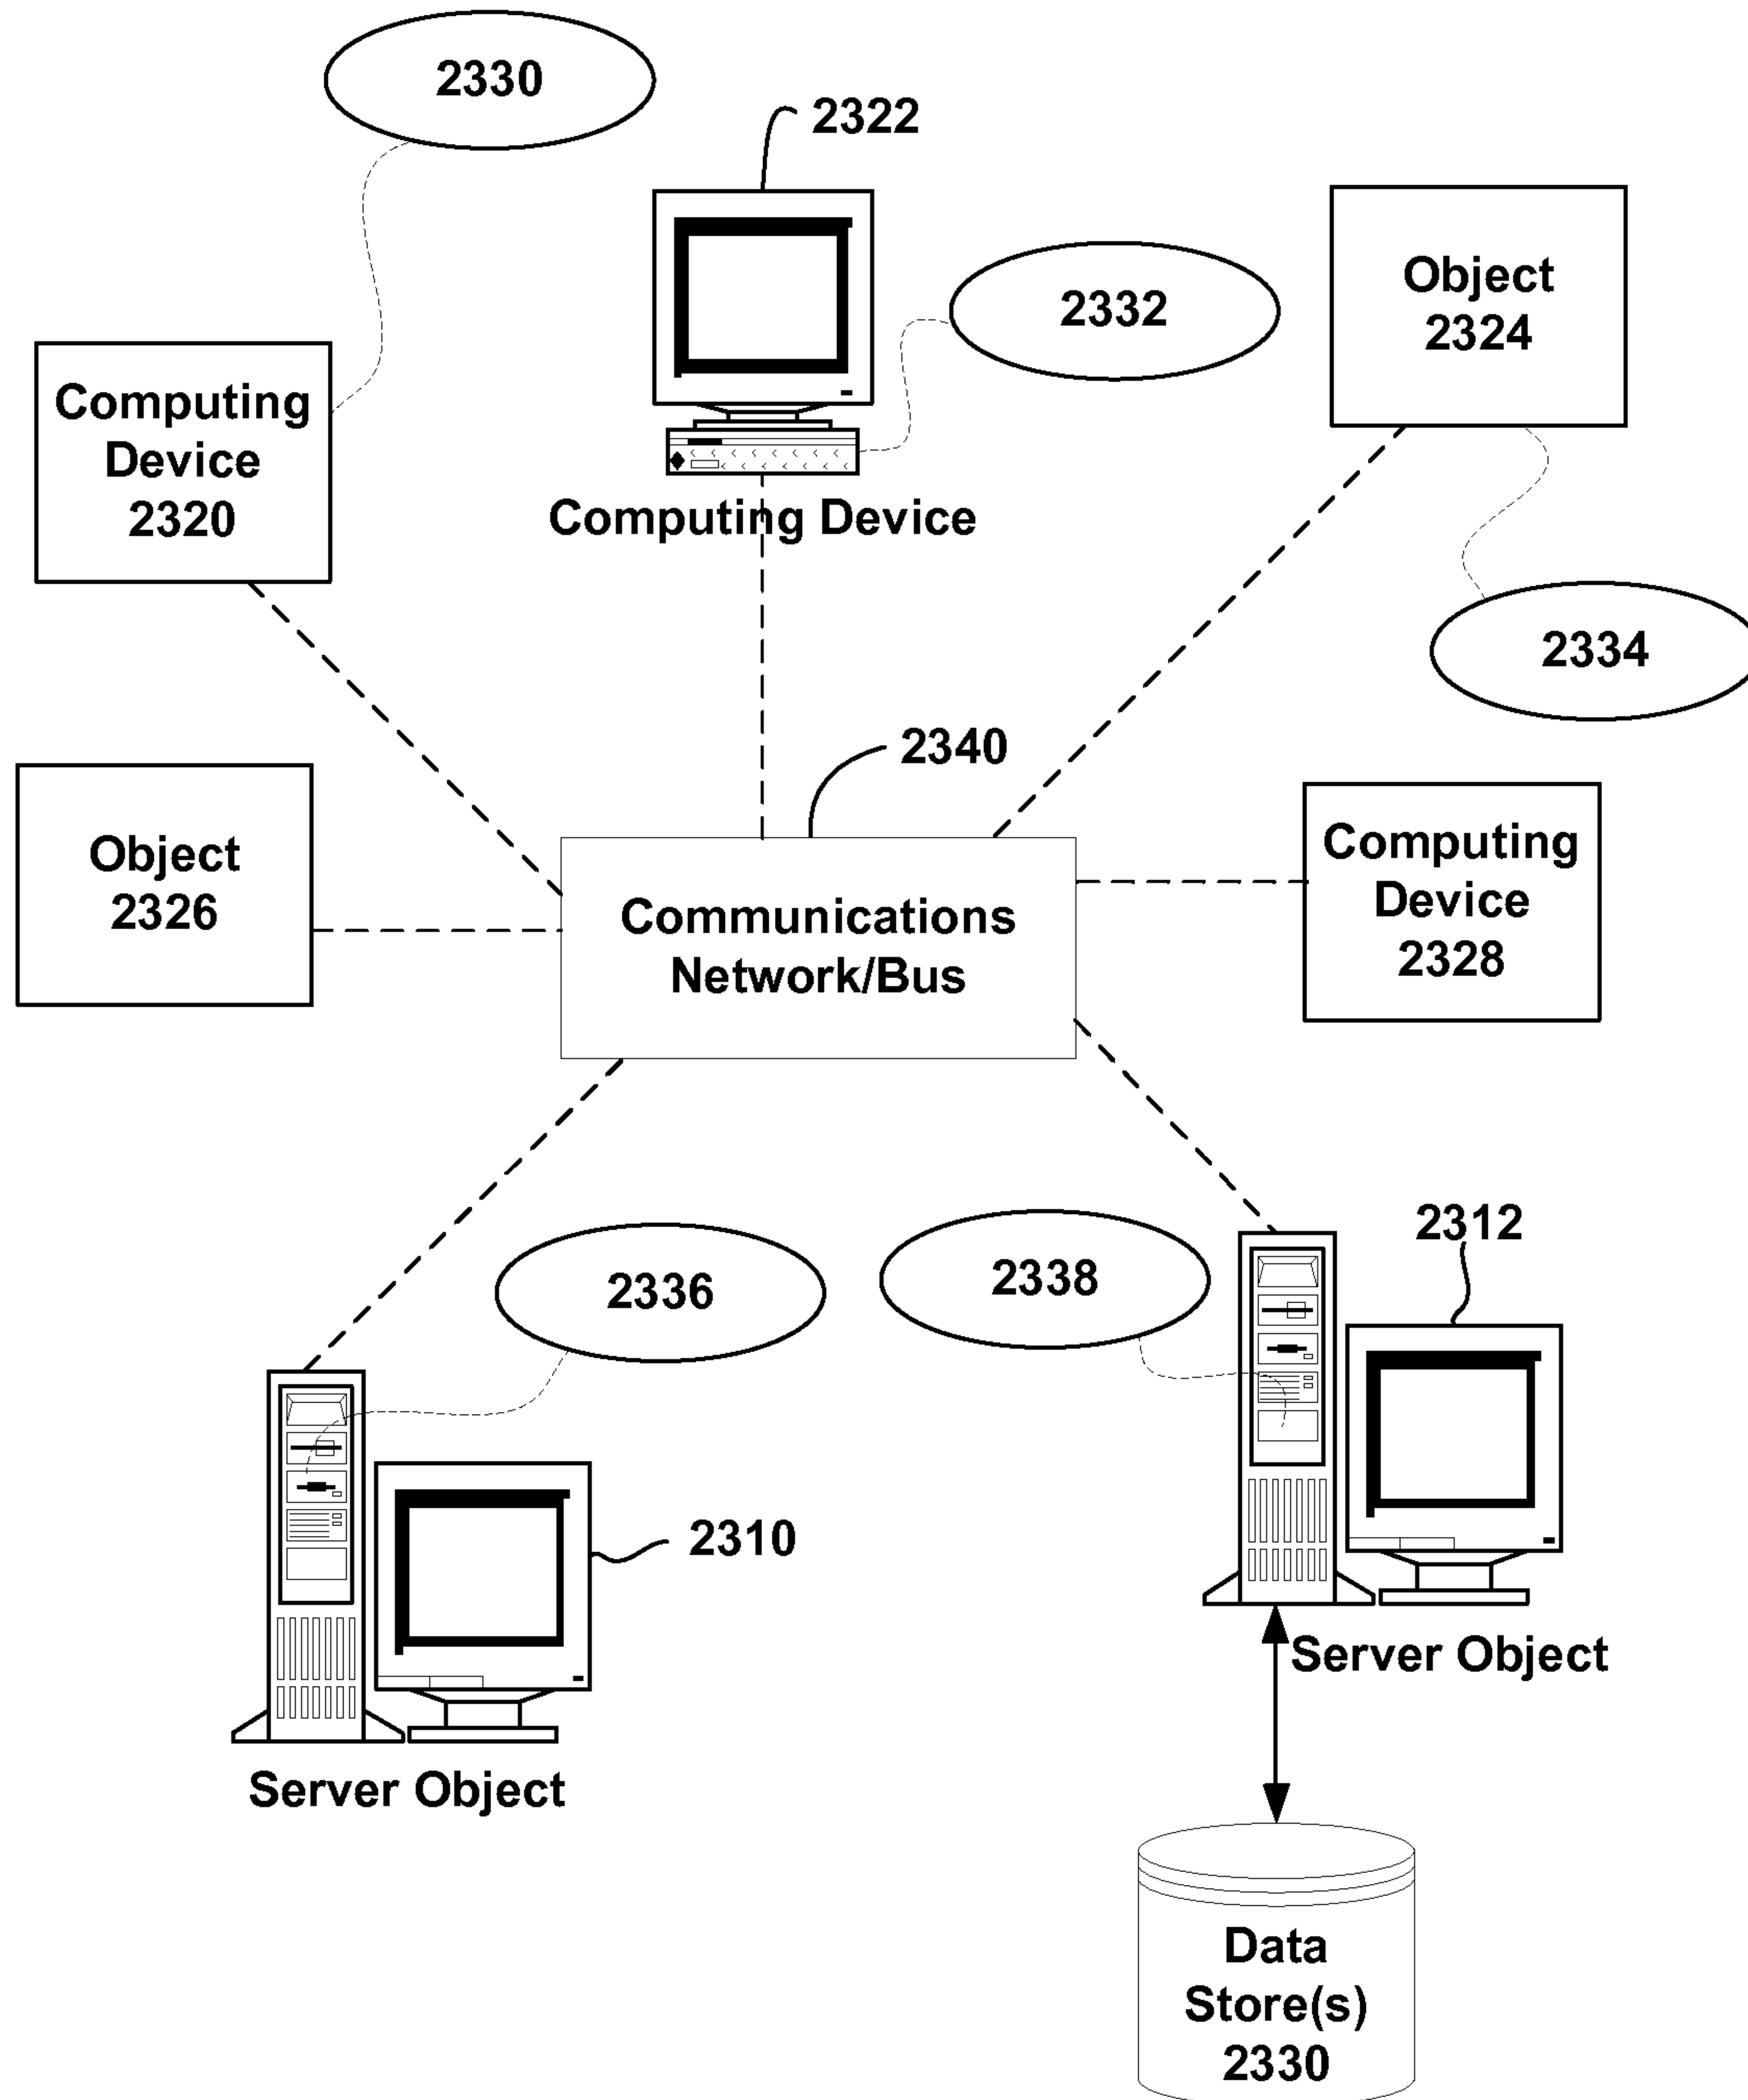 2330
2322
Object
2324
2332
Computing
Device
2320
Computing Device
2334
2340
Object
2326
Communications
Network/Bus
Computing
Device
2328
2312
2336
2338
2310
Server Object
Server Object
Data
Store(s)
2330